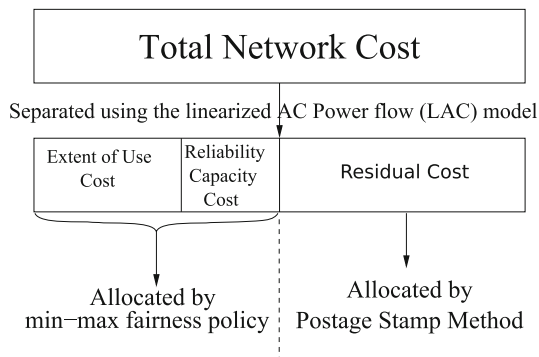 Total Network Cost
Separated using the linearized AC Power flow (LAC) model
Extent of Use
Cost
Reliability
Capacity
Cost
Residual Cost
Allocated by
min−max fairness policy
Allocated by
Postage Stamp Method